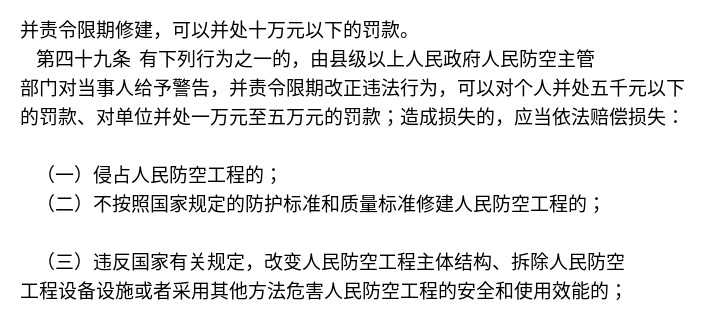 并责令限期修建，可以并处十万元以下的罚款。
第四十九条 有下列行为之一的，由县级以上人民政府人民防空主管
部门对当事人给予警告，并责令限期改正违法行为，可以对个人并处五千元以下
的罚款、对单位并处一万元至五万元的罚款；造成损失的，应当依法赔偿损失：
（一）侵占人民防空工程的；
（二）不按照国家规定的防护标准和质量标准修建人民防空工程的；
（三）违反国家有关规定，改变人民防空工程主体结构、拆除人民防空
工程设备设施或者采用其他方法危害人民防空工程的安全和使用效能的；